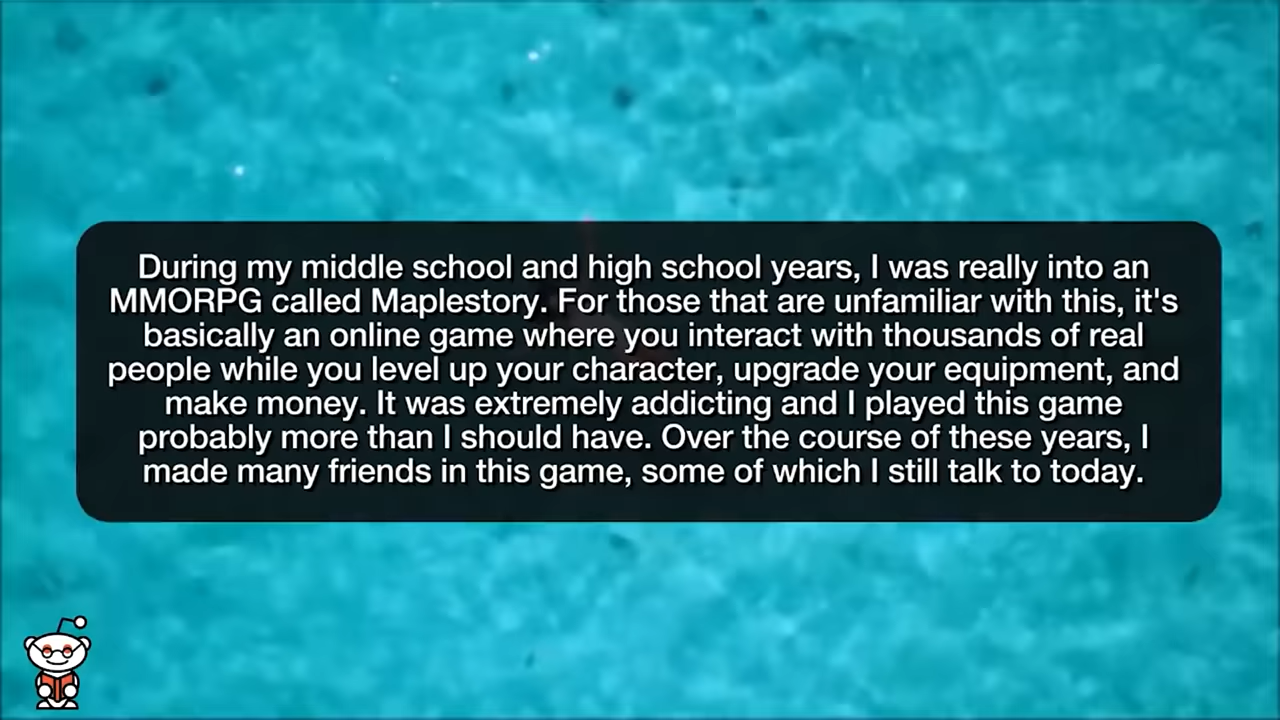 During my middle school and high school years, I was really into an
MMORPG called Maplestory. For those that are unfamiliar with this, it's
basically an online game where you interact with thousands of real
people while you level up your character, upgrade your equipment, and
make money. It was extremely addicting and I played this game
probably more than I should have. Over the course of these years, I
made many friends in this game, some of which I still talk to today.